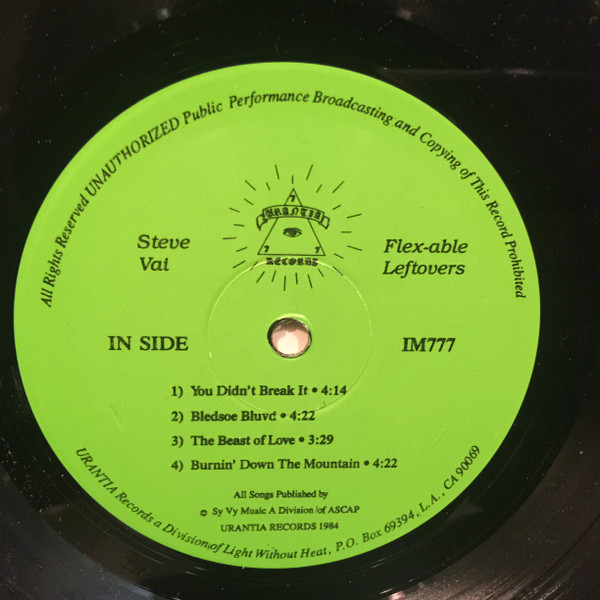 All Rights Reserved UNAUTHORIZED Public Performance Broadcasting and Copying of This Record Prohibited
7
URANTIA
7 7
RECORDS
Steve
Vai
Flex-able
Leftovers
IN SIDE
IM777
1) You Didn't Break It • 4:14
2) Bledsoe Bluvd • 4:22
3) The Beast of Love • 3:29
4) Burnin' Down The Mountain • 4:22
All Songs Published by
© Sy Vy Music A Division of ASCAP
URANTIA RECORDS 1984
URANTIA Records a Division of Light Without Heat, P.O. Box 69394, L.A., CA 90069